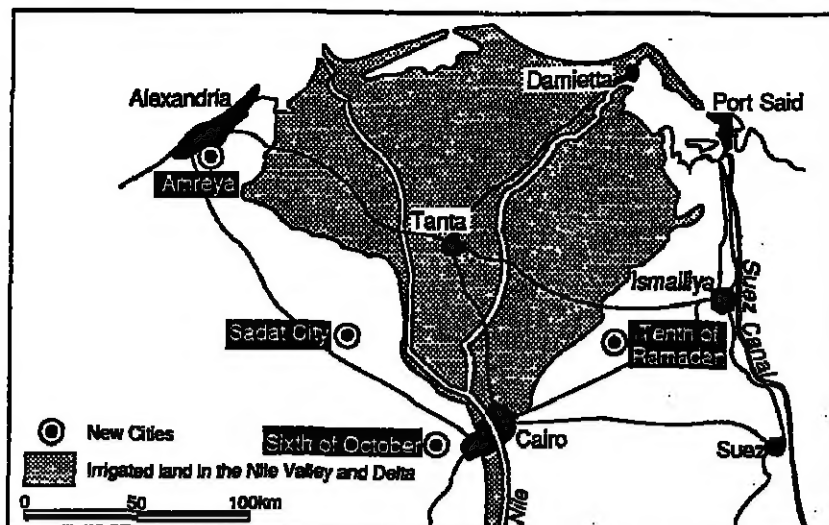 Damietta
Port Said
Alexandria
Amreya
Tanta
Ismailiya
Suez Canal
Sadat City
Tenth of
Ramadan
New Cities
Sixth of October
Cairo
Suez
Irrigated land in the Nile Valley and Delta
0 50 100km
Nile